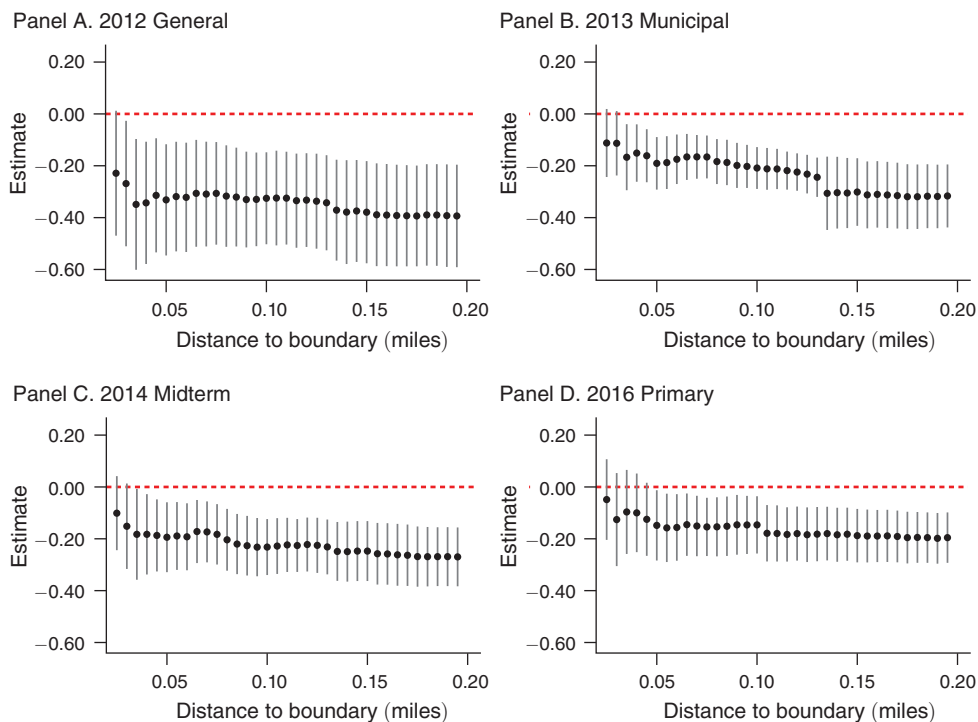 Panel A. 2012 General
0.20
0.00
−0.20
−0.40
−0.60
Estimate
0.05 0.10 0.15 0.20
Distance to boundary (miles)
Panel B. 2013 Municipal
0.20
0.00
−0.20
−0.40
−0.60
Estimate
0.05 0.10 0.15 0.20
Distance to boundary (miles)
Panel C. 2014 Midterm
0.20
0.00
−0.20
−0.40
−0.60
Estimate
0.05 0.10 0.15 0.20
Distance to boundary (miles)
Panel D. 2016 Primary
0.20
0.00
−0.20
−0.40
−0.60
Estimate
0.05 0.10 0.15 0.20
Distance to boundary (miles)